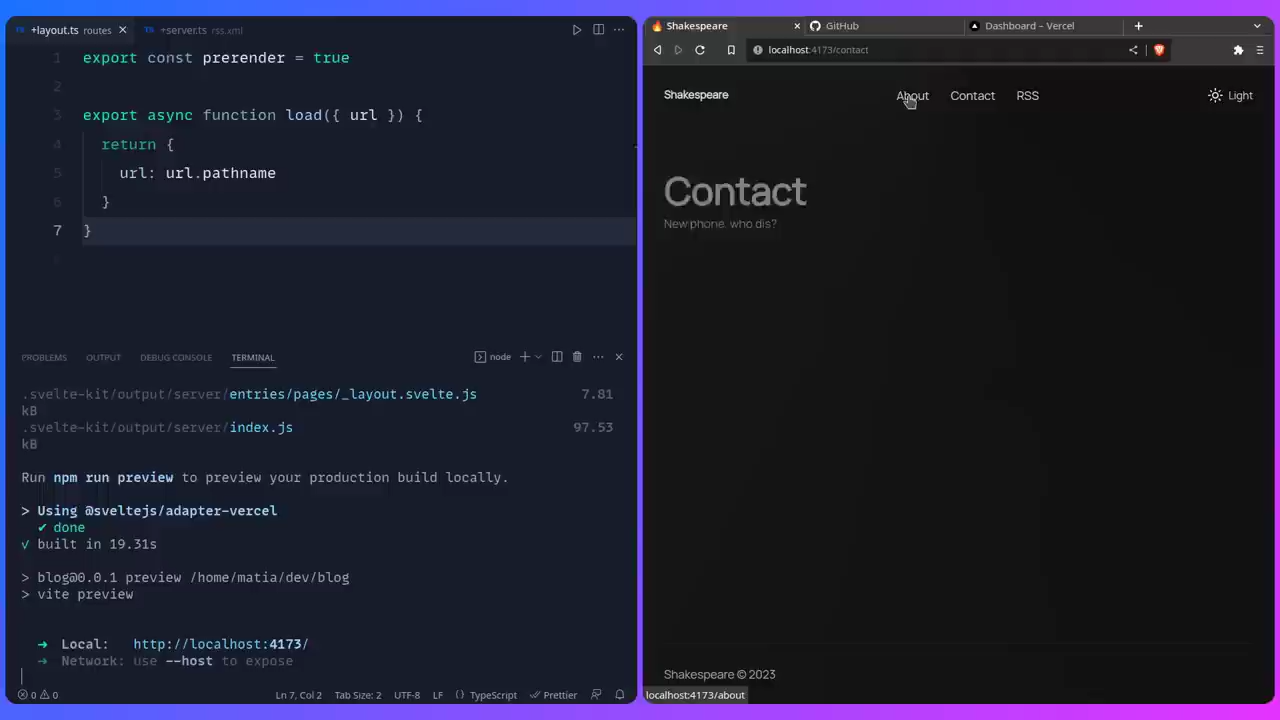 +layout.ts routes +server.ts rss.xml
1 export const prerender = true
2
3 export async function load({ url }) {
4 return {
5 url: url.pathname
6 }
7 }
PROBLEMS OUTPUT DEBUG CONSOLE TERMINAL node
.svelte-kit/output/server/entries/pages/_layout.svelte.js 7.81
kB
.svelte-kit/output/server/index.js 97.53
kB
Run npm run preview to preview your production build locally.
> Using @sveltejs/adapter-vercel
✔ done
✓ built in 19.31s
> blog@0.0.1 preview /home/matia/dev/blog
> vite preview
➜ Local: http://localhost:4173/
➜ Network: use --host to expose
0 0 Ln 7, Col 2 Tab Size: 2 UTF-8 LF {} TypeScript Prettier
Shakespeare GitHub Dashboard – Vercel
localhost:4173/contact
Shakespeare About Contact RSS Light
Contact
New phone. who dis?
Shakespeare © 2023
localhost:4173/about